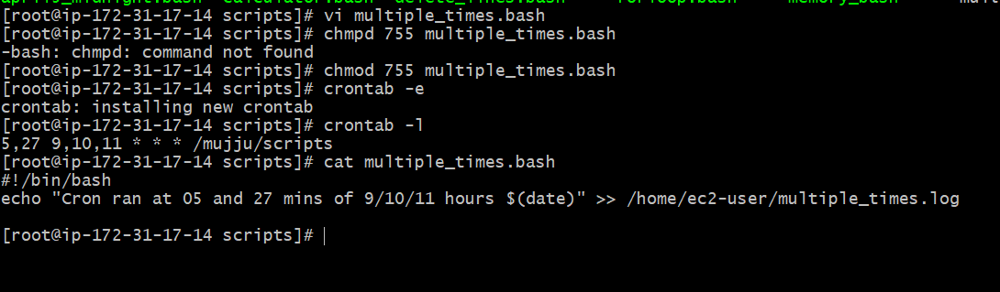 [root@ip-172-31-17-14 scripts]# vi multiple_times.bash
[root@ip-172-31-17-14 scripts]# chmpd 755 multiple_times.bash
-bash: chmpd: command not found
[root@ip-172-31-17-14 scripts]# chmod 755 multiple_times.bash
[root@ip-172-31-17-14 scripts]# crontab -e
crontab: installing new crontab
[root@ip-172-31-17-14 scripts]# crontab -l
5,27 9,10,11 * * * /mujju/scripts
[root@ip-172-31-17-14 scripts]# cat multiple_times.bash
#!/bin/bash
echo "Cron ran at 05 and 27 mins of 9/10/11 hours $(date)" >> /home/ec2-user/multiple_times.log
[root@ip-172-31-17-14 scripts]#